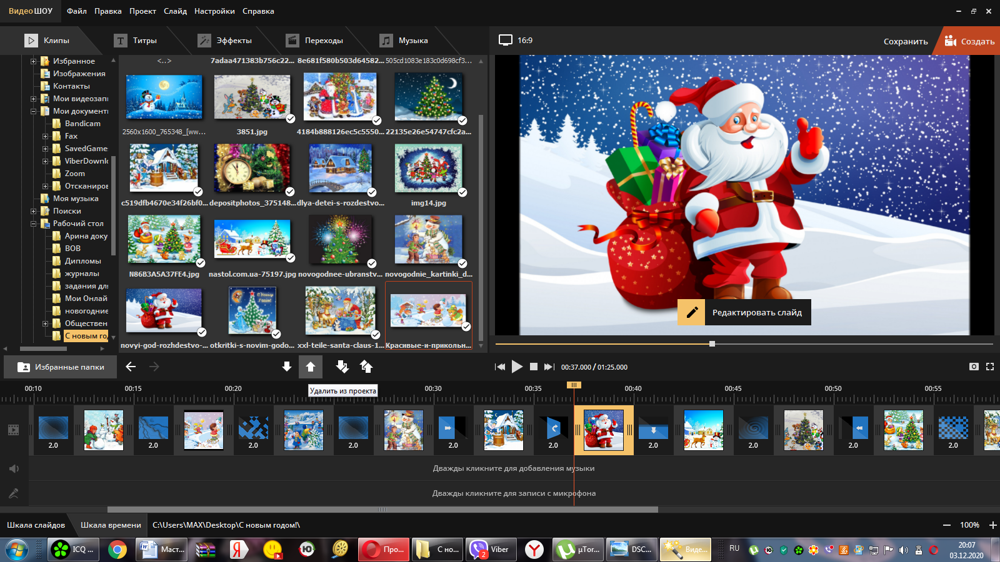 ВидеоШОУ Файл Правка Проект Слайд Настройки Справка
Клипы Титры Эффекты Переходы Музыка
16:9 Сохранить Создать
Избранное
Изображения
Контакты
Мои видеозапи
Мои документ
Bandicam
Fax
SavedGame
ViberDownlo
Zoom
Отсканиров
Моя музыка
Поиски
Рабочий стол
Арина доку
ВОВ
Дипломы
журналы
задания для
Мои Онлай
новогодние
Обществен
С новым го
<..> 7adaa471383b756c22... 8e681f580b503d64582... 505cd1083e183c0d698cf3...
2560x1600_765348_[ww... 3851.jpg 4184b888126ec5c5550... 22135e26e54747cfc2a...
c519dfb4670e34f26bf0... depositphotos_375148... dlya-detei-s-rozdestvo... img14.jpg
N86B3A5A37FE4.jpg nastol.com.ua-75197.jpg novogodnee-ubranstv... novogodnie_kartinki_d...
novyi-god-rozhdestvo-... otkritki-s-novim-godo... xxl-teile-santa-claus-1... Красивые-и-прикольн...
Редактировать слайд
Избранные папки
00:37.000 / 01:25.000
Удалить из проекта
00:10 00:15 00:20 00:30 00:35 00:40 00:45 00:50 00:55
2.0 2.0 2.0 2.0 2.0 2.0 2.0 2.0 2.0 2.0
Дважды кликните для добавления музыки
Дважды кликните для записи с микрофона
Шкала слайдов Шкала времени C:\Users\MAX\Desktop\С новым годом!\ 100%
ICQ ... Маст... Про... С но... Viber µTor... DSC... Виде... RU 20:07
03.12.2020